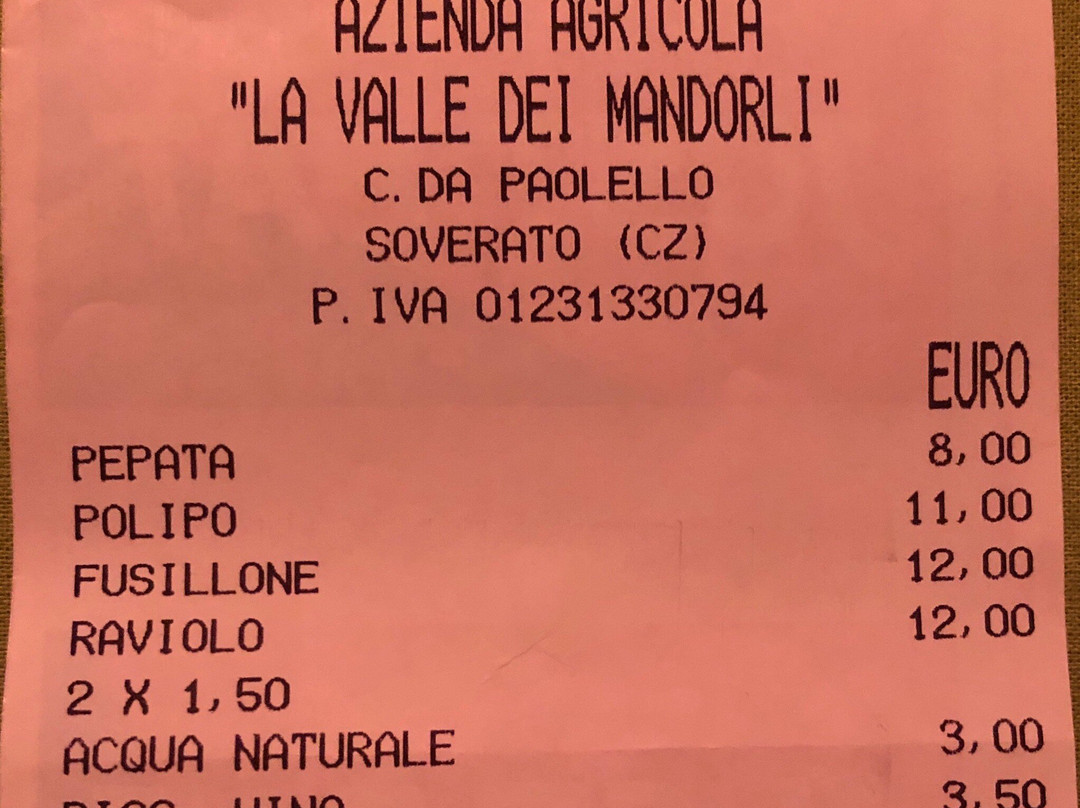 AZIENDA AGRICOLA
"LA VALLE DEI MANDORLI"
C.DA PAOLELLO
SOVERATO (CZ)
P.IVA 01231330794
EURO
PEPATA 8,00
POLIPO 11,00
FUSILLONE 12,00
RAVIOLO 12,00
2 X 1,50
ACQUA NATURALE 3,00
VINO 3,50